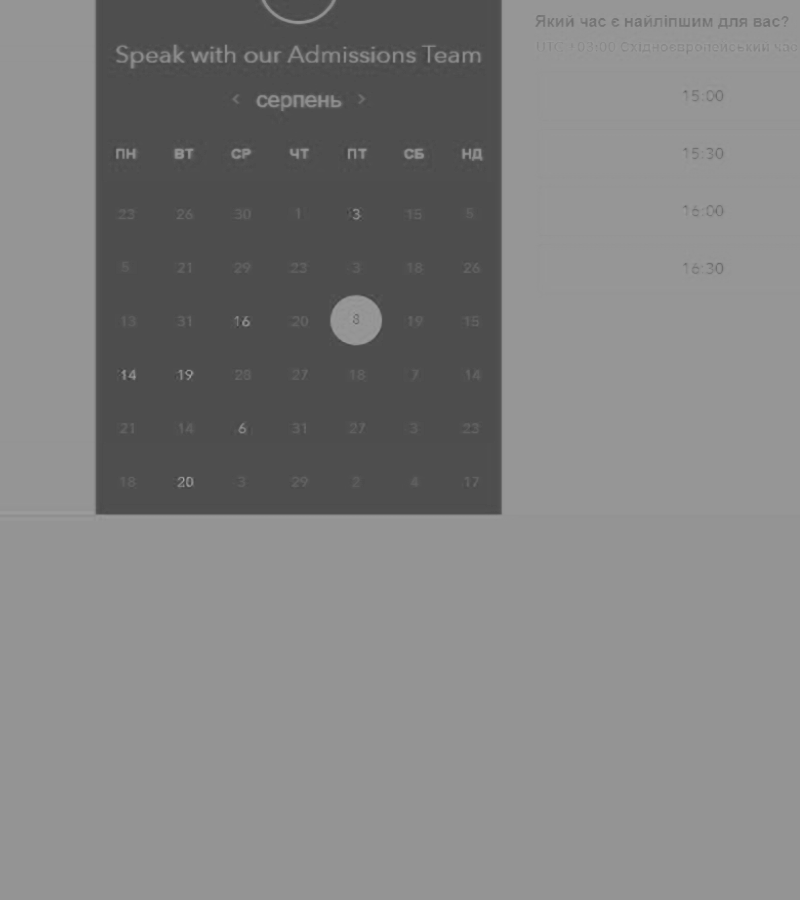 Speak with our Admissions Team
‹ серпень ›
ПН ВТ СР ЧТ ПТ СБ НД
23 26 30 1 3 15 5
5 21 29 23 3 18 26
13 31 16 20 8 19 15
14 19 28 27 18 7 14
21 14 6 31 27 3 23
18 20 3 29 2 4 17
Який час є найліпшим для вас?
UTC +03:00 Східноєвропейський час
15:00
15:30
16:00
16:30